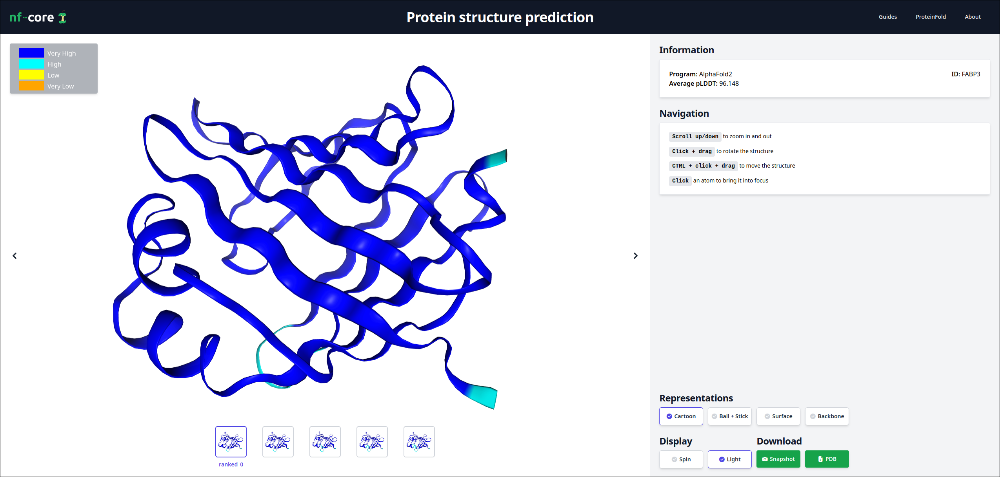 nf-core
Protein structure prediction
Guides
ProteinFold
About
Very High
High
Low
Very Low
Information
Program: AlphaFold2
ID: FABP3
Average pLDDT: 96.148
Navigation
Scroll up/down to zoom in and out
Click + drag to rotate the structure
CTRL + click + drag to move the structure
Click an atom to bring it into focus
ranked_0
Representations
Cartoon
Ball + Stick
Surface
Backbone
Display
Spin
Light
Download
Snapshot
PDB